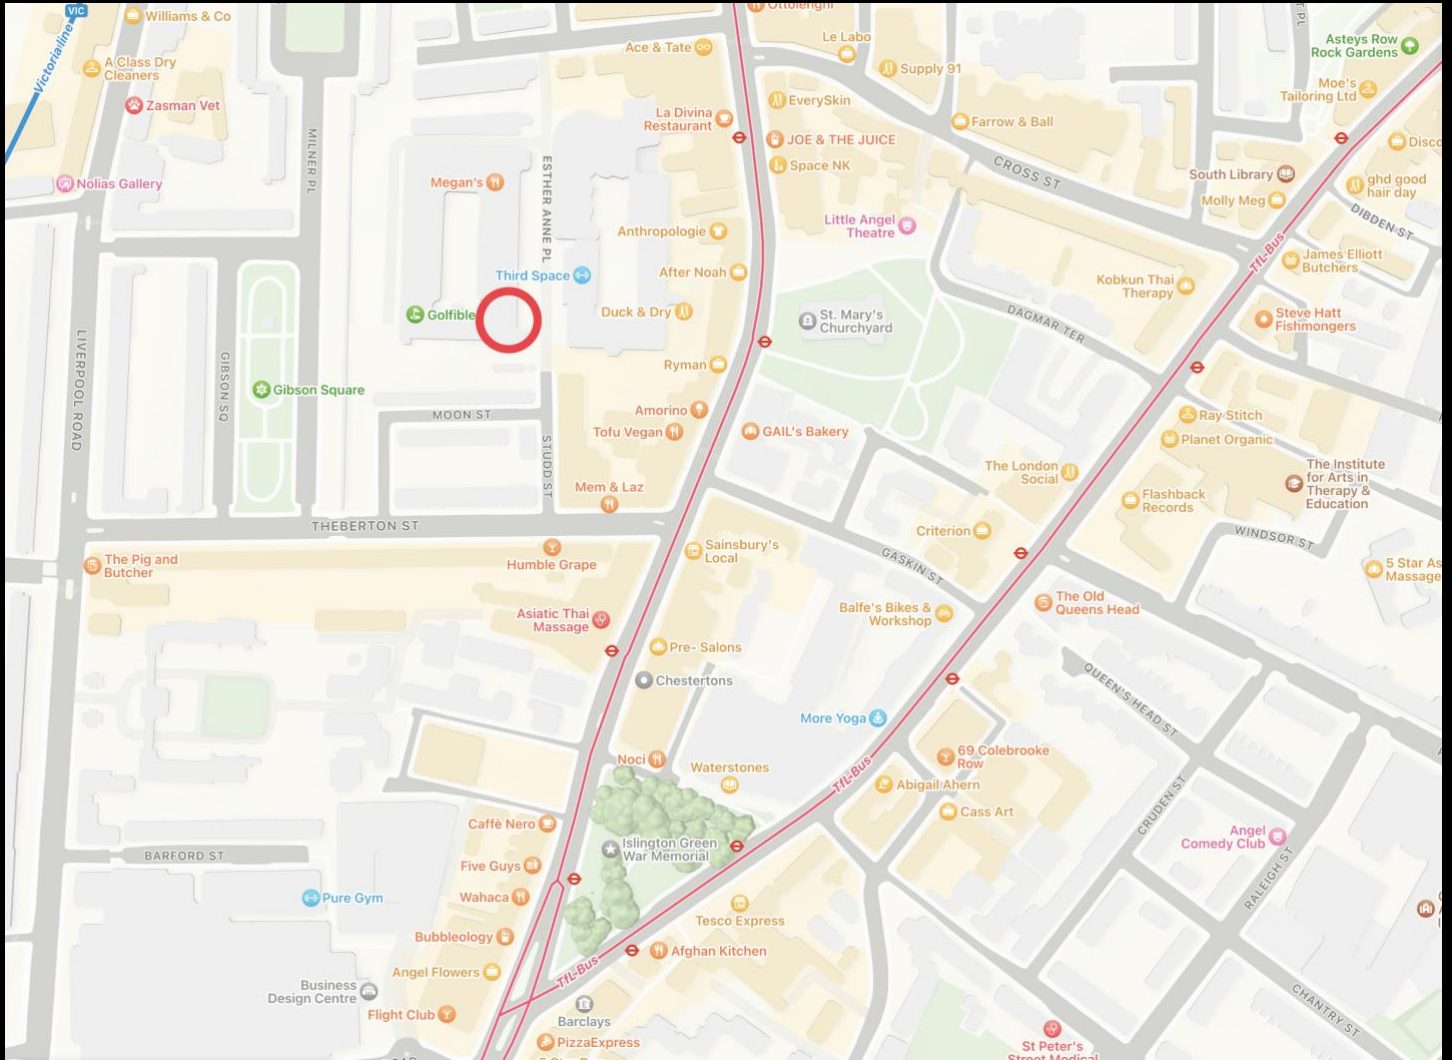 VIC
Victoria line
Williams & Co
Ottolenghi
Ace & Tate
Le Labo
Asteys Row
Rock Gardens
A Class Dry
Cleaners
Supply 91
Moe's
Tailoring Ltd
Zasman Vet
La Divina
Restaurant
EverySkin
Farrow & Ball
JOE & THE JUICE
Space NK
MILNER PL
ESTHER ANNE PL
CROSS ST
South Library
ghd good
hair day
Nolias Gallery
Megan's
Molly Meg
DIBDEN ST
Little Angel
Theatre
Anthropologie
TfL-Bus
James Elliott
Butchers
Third Space
After Noah
Kobkun Thai
Therapy
Golfible
Duck & Dry
St. Mary's
Churchyard
DAGMAR TER
Steve Hatt
Fishmongers
LIVERPOOL ROAD
GIBSON SQ
Gibson Square
Ryman
MOON ST
Amorino
Tofu Vegan
GAIL's Bakery
Ray Stitch
Planet Organic
STUDD ST
The London
Social
The Institute
for Arts in
Therapy &
Education
Mem & Laz
Flashback
Records
THEBERTON ST
Criterion
WINDSOR ST
The Pig and
Butcher
Humble Grape
Sainsbury's
Local
GASKIN ST
5 Star As
Massage
Asiatic Thai
Massage
Balfe's Bikes &
Workshop
The Old
Queens Head
Pre- Salons
Chestertons
QUEEN'S HEAD ST
More Yoga
Noci
Waterstones
TfL-Bus
69 Colebrooke
Row
Abigail Ahern
Cass Art
CRUDEN ST
Caffè Nero
Islington Green
War Memorial
Angel
Comedy Club
BARFORD ST
Five Guys
RALEIGH ST
Pure Gym
Wahaca
Tesco Express
Bubbleology
Afghan Kitchen
Angel Flowers
TfL-Bus
Business
Design Centre
Flight Club
Barclays
CHANTRY ST
PizzaExpress
St Peter's
Street Medical